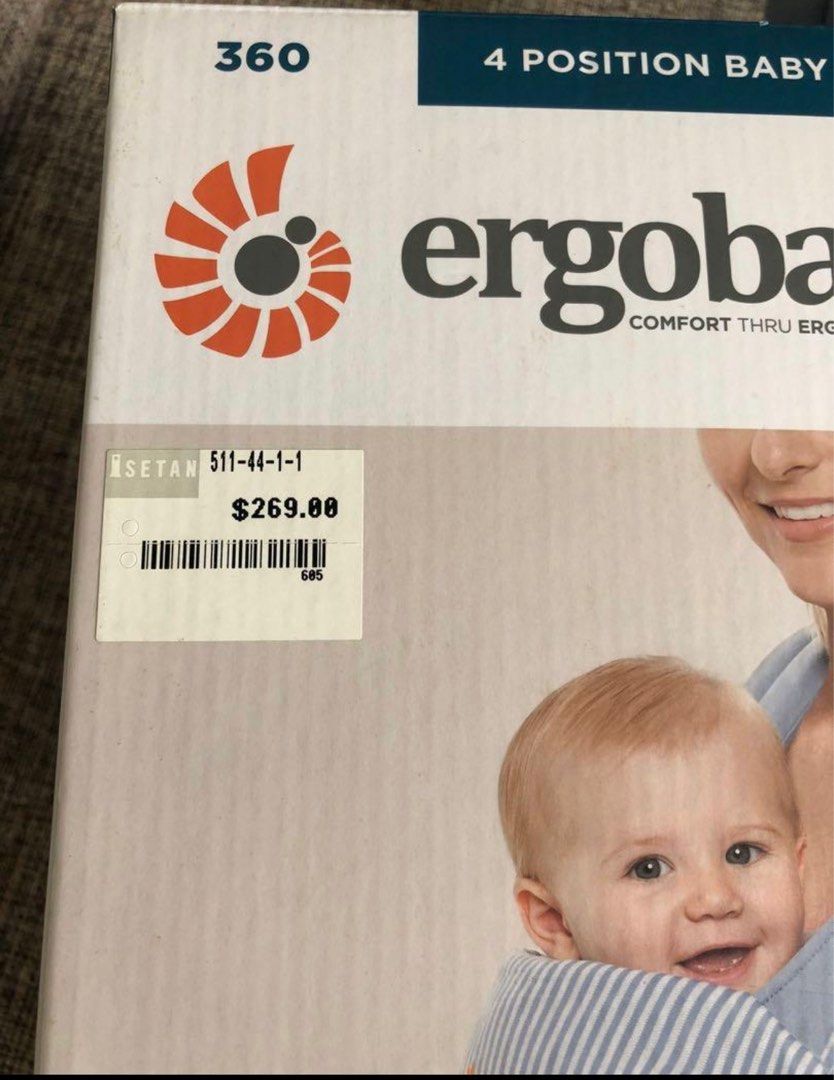 360
4 POSITION BABY
ergoba
COMFORT THRU ERG
ISETAN 511-44-1-1
$269.00
605